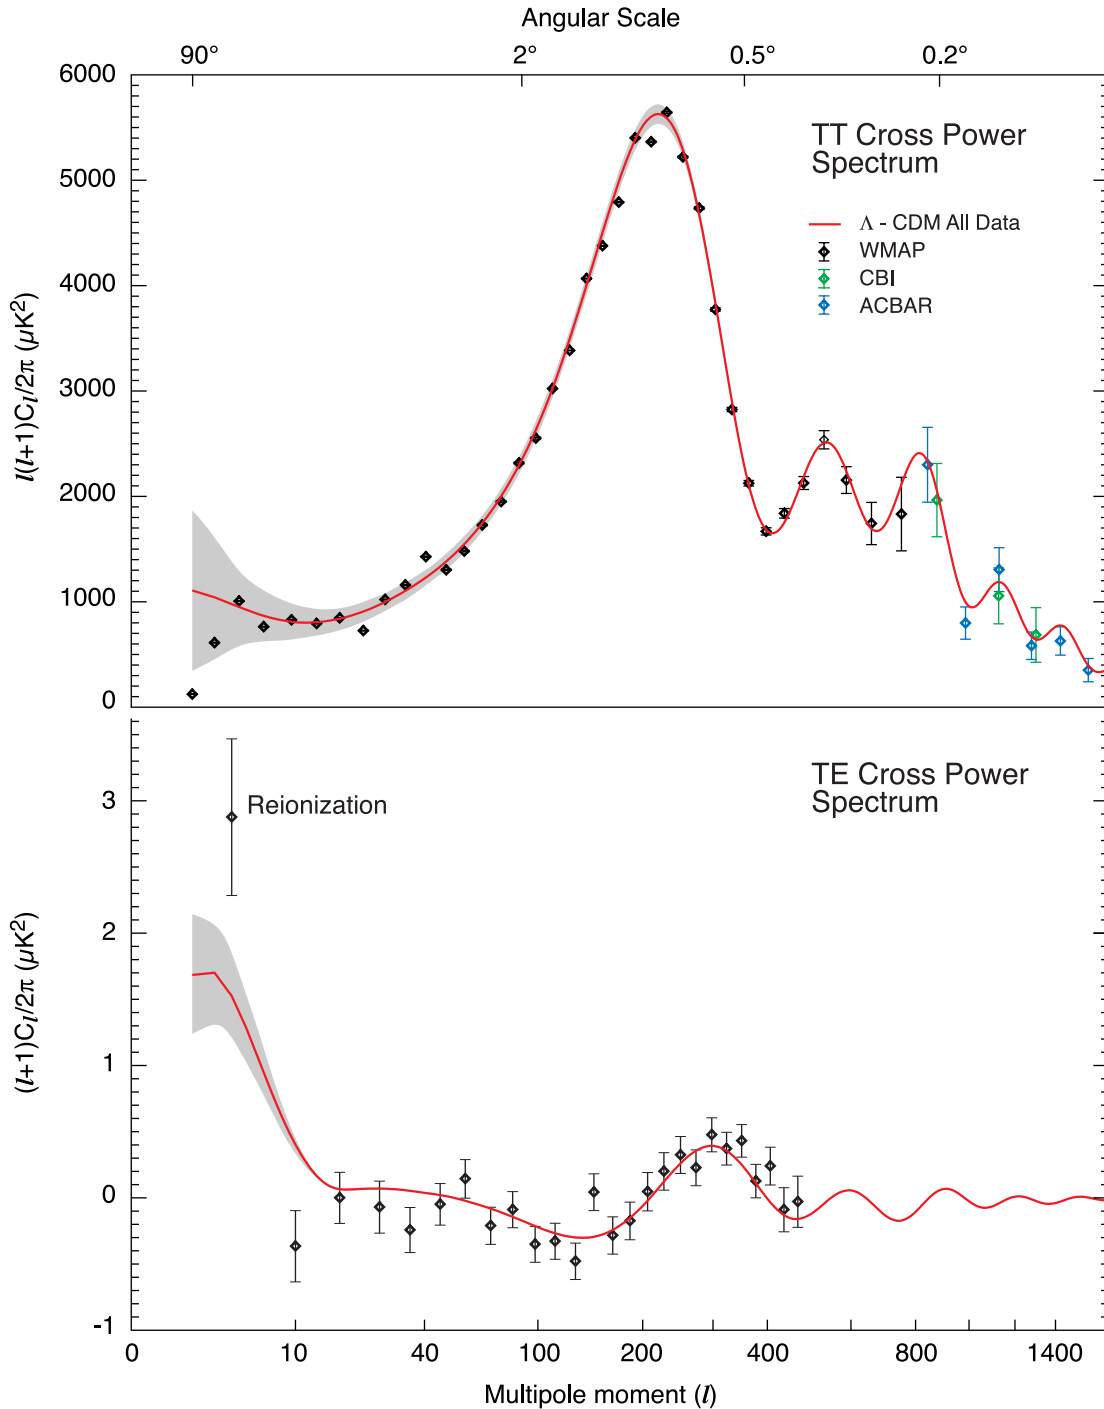 Angular Scale
90° 2° 0.5° 0.2°
6000
5000
4000
3000
2000
1000
0
l(l+1)Cl/2π (μK²)
TT Cross Power
Spectrum
Λ - CDM All Data
WMAP
CBI
ACBAR
3
2
1
0
-1
(l+1)Cl/2π (μK²)
Reionization
TE Cross Power
Spectrum
0 10 40 100 200 400 800 1400
Multipole moment (l)